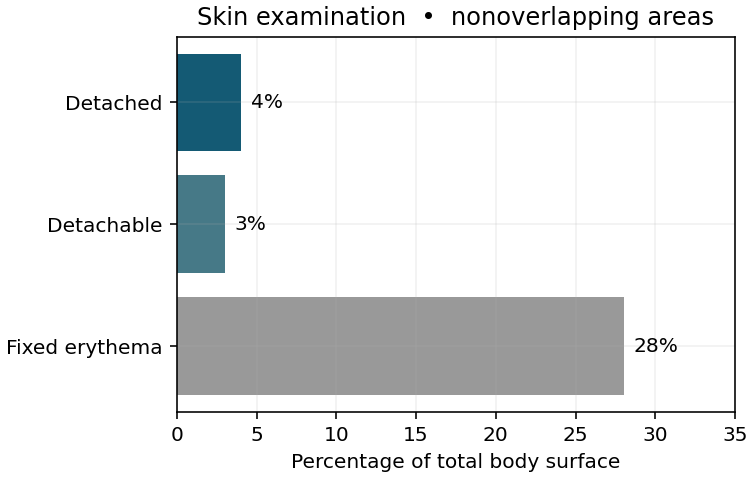 Skin examination • nonoverlapping areas
Detached 4%
Detachable 3%
Fixed erythema 28%
0 5 10 15 20 25 30 35
Percentage of total body surface